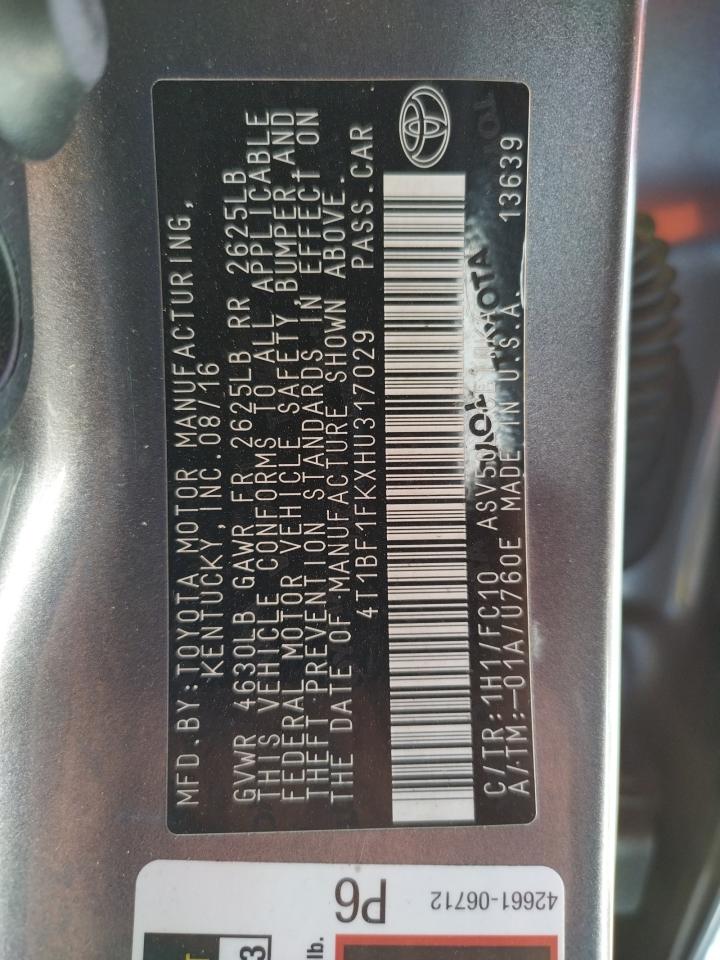 MFD.BY:TOYOTA MOTOR MANUFACTURING,
KENTUCKY, INC.08/16
GVWR 4630LB GAWR FR 2625LB RR 2625LB
THIS VEHICLE CONFORMS TO ALL APPLICABLE
FEDERAL MOTOR VEHICLE SAFETY,BUMPER,AND
THEFT PREVENTION STANDARDS IN EFFECT ON
THE DATE OF MANUFACTURE SHOWN ABOVE.
4T1BF1FKXHU317029 PASS.CAR
C/TR:1H1/FC10
A/TM:-01A/U760E MADE IN U.S.A. 13639
TOYOTA
P6
42661-06712
3
lb.